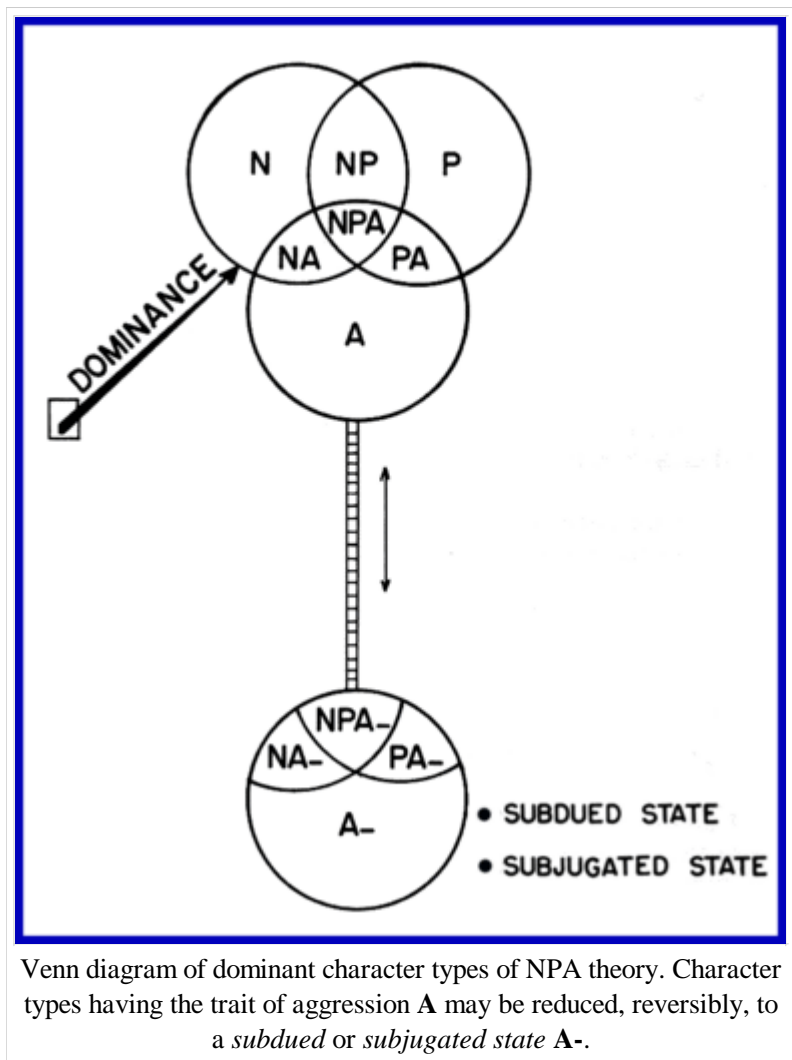 N NP P
NPA
NA PA
DOMINANCE
A
NPA-
NA- PA-
A-
• SUBDUED STATE
• SUBJUGATED STATE
Venn diagram of dominant character types of NPA theory. Character
types having the trait of aggression A may be reduced, reversibly, to
a subdued or subjugated state A-.